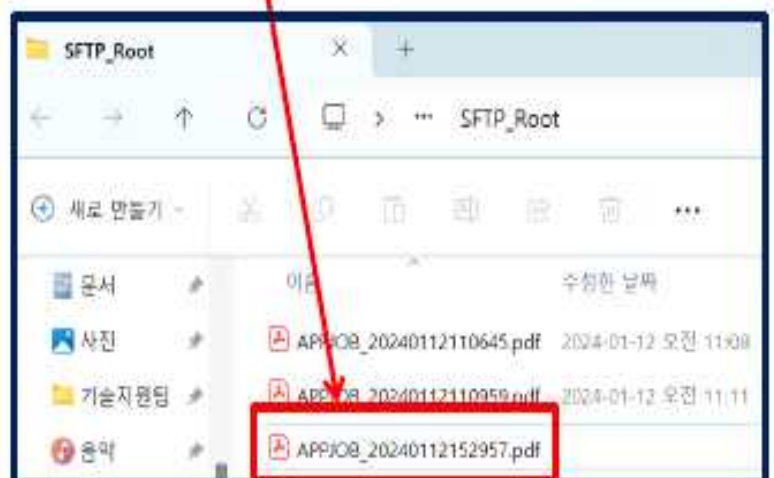 SFTP_Root
SFTP_Root
새로 만들기
문서
수정한 날짜
사진
APPJOB_20240112110645.pdf 2024-01-12 오전 11:08
기술지원팀
APPJOB_20240112110959.pdf 2024-01-12 오전 11:11
음악
APPJOB_20240112152957.pdf